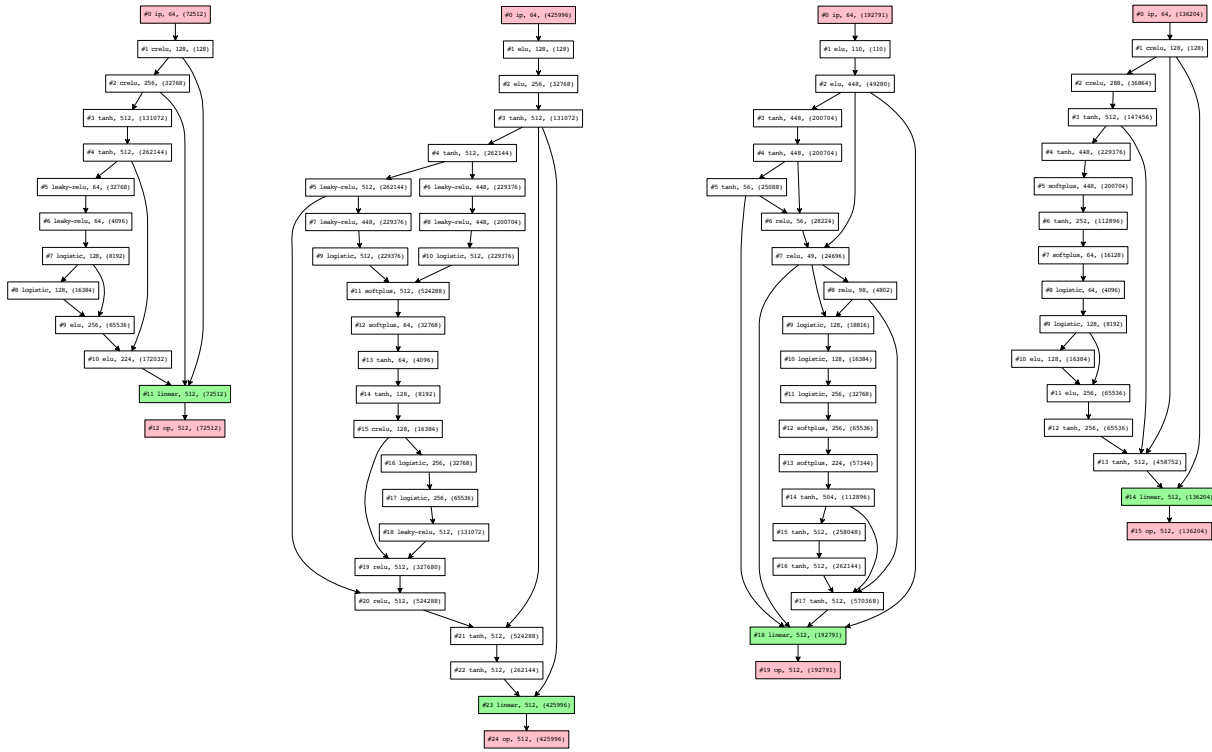 #0 ip, 64, (72512)
#1 crelu, 128, (128)
#2 crelu, 256, (32768)
#3 tanh, 512, (131072)
#4 tanh, 512, (262144)
#5 leaky-relu, 64, (32768)
#6 leaky-relu, 64, (4096)
#7 logistic, 128, (8192)
#8 logistic, 128, (16384)
#9 elu, 256, (65536)
#10 elu, 224, (172032)
#11 linear, 512, (72512)
#12 op, 512, (72512)
#0 ip, 64, (425996)
#1 elu, 128, (128)
#2 elu, 256, (32768)
#3 tanh, 512, (131072)
#4 tanh, 512, (262144)
#5 leaky-relu, 512, (262144)
#6 leaky-relu, 448, (229376)
#7 leaky-relu, 448, (229376)
#8 leaky-relu, 448, (200704)
#9 logistic, 512, (229376)
#10 logistic, 512, (229376)
#11 softplus, 512, (524288)
#12 softplus, 64, (32768)
#13 tanh, 64, (4096)
#14 tanh, 128, (8192)
#15 crelu, 128, (16384)
#16 logistic, 256, (32768)
#17 logistic, 256, (65536)
#18 leaky-relu, 512, (131072)
#19 relu, 512, (327680)
#20 relu, 512, (524288)
#21 tanh, 512, (524288)
#22 tanh, 512, (262144)
#23 linear, 512, (425996)
#24 op, 512, (425996)
#0 ip, 64, (192791)
#1 elu, 110, (110)
#2 elu, 448, (49280)
#3 tanh, 448, (200704)
#4 tanh, 448, (200704)
#5 tanh, 56, (25088)
#6 relu, 56, (28224)
#7 relu, 49, (24696)
#8 relu, 98, (4802)
#9 logistic, 128, (18816)
#10 logistic, 128, (16384)
#11 logistic, 256, (32768)
#12 softplus, 256, (65536)
#13 softplus, 224, (57344)
#14 tanh, 504, (112896)
#15 tanh, 512, (258048)
#16 tanh, 512, (262144)
#17 tanh, 512, (570368)
#18 linear, 512, (192791)
#19 op, 512, (192791)
#0 ip, 64, (136204)
#1 crelu, 128, (128)
#2 crelu, 288, (36864)
#3 tanh, 512, (147456)
#4 tanh, 448, (229376)
#5 softplus, 448, (200704)
#6 tanh, 252, (112896)
#7 softplus, 64, (16128)
#8 logistic, 64, (4096)
#9 logistic, 128, (8192)
#10 elu, 128, (16384)
#11 elu, 256, (65536)
#12 tanh, 256, (65536)
#13 tanh, 512, (458752)
#14 linear, 512, (136204)
#15 op, 512, (136204)